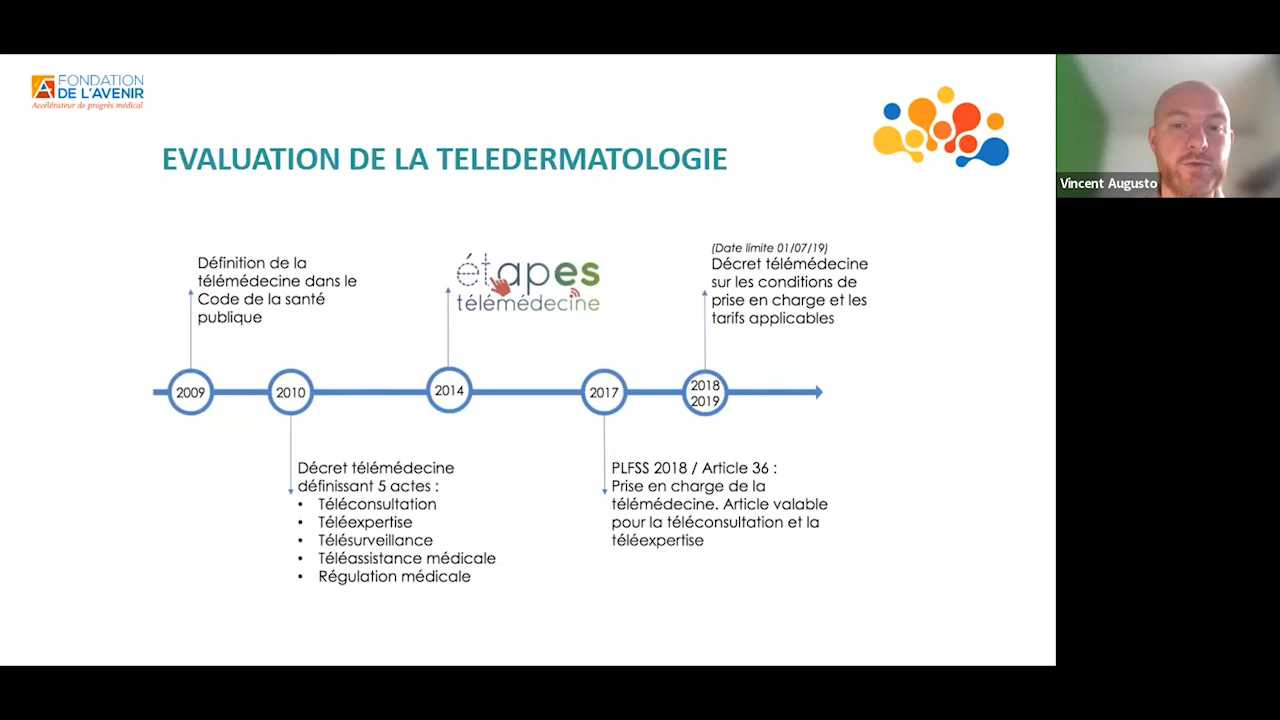 FONDATION
DE L'AVENIR
Accélérateur de progrès médical
EVALUATION DE LA TELEDERMATOLOGIE
Vincent Augusto
Définition de la
télémédecine dans le
Code de la santé
publique
étapes
télémédecine
(Date limite 01/07/19)
Décret télémédecine
sur les conditions de
prise en charge et les
tarifs applicables
2009
2010
2014
2017
2018
2019
Décret télémédecine
définissant 5 actes :
• Téléconsultation
• Téléexpertise
• Télésurveillance
• Téléassistance médicale
• Régulation médicale
PLFSS 2018 / Article 36 :
Prise en charge de la
télémédecine. Article valable
pour la téléconsultation et la
téléexpertise